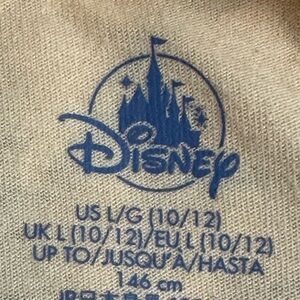 Disney
US L/G (10/12)
UK L (10/12)/EU L (10/12)
UP TO/JUSQU'À/HASTA
146 cm